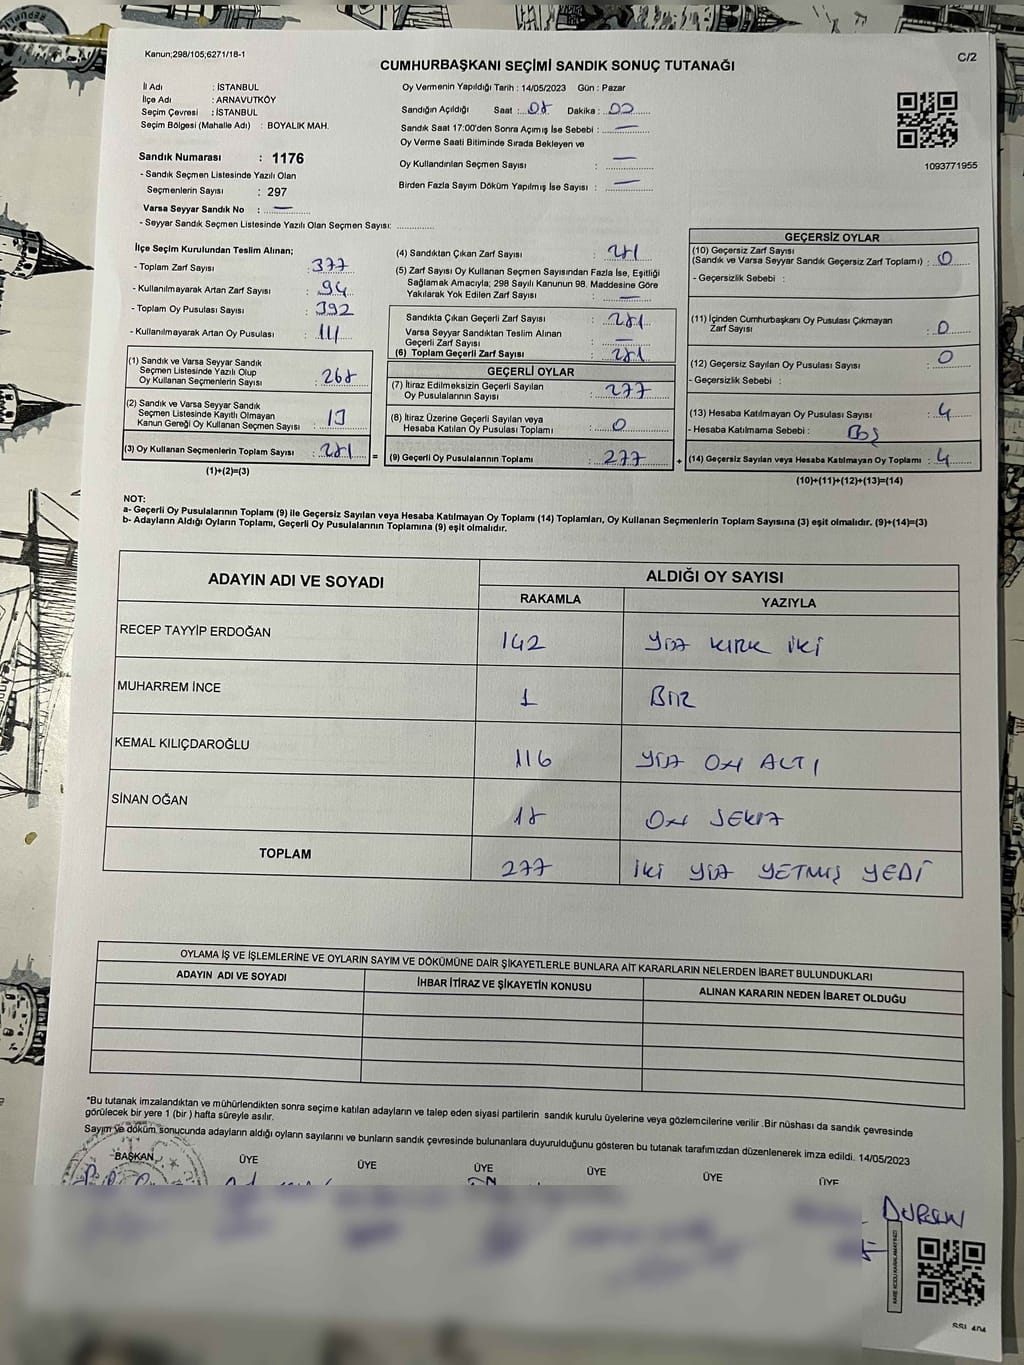 Kanun;298/105;6271/18-1
C/2
CUMHURBAŞKANI SEÇİMİ SANDIK SONUÇ TUTANAĞI
İl Adı : İSTANBUL
İlçe Adı : ARNAVUTKÖY
Seçim Çevresi : İSTANBUL
Seçim Bölgesi (Mahalle Adı) : BOYALIK MAH.
Sandık Numarası : 1176
- Sandık Seçmen Listesinde Yazılı Olan
Seçmenlerin Sayısı : 297
Varsa Seyyar Sandık No : —
- Seyyar Sandık Seçmen Listesinde Yazılı Olan Seçmen Sayısı: ..............
Oy Vermenin Yapıldığı Tarih : 14/05/2023 Gün : Pazar
Sandığın Açıldığı Saat : 08 Dakika : 00
Sandık Saat 17:00'den Sonra Açımış İse Sebebi : —
Oy Verme Saati Bitiminde Sırada Bekleyen ve
Oy Kullandırılan Seçmen Sayısı : —
Birden Fazla Sayım Döküm Yapılmış İse Sayısı : —
1093771955
İlçe Seçim Kurulundan Teslim Alınan;
- Toplam Zarf Sayısı : 377
- Kullanılmayarak Artan Zarf Sayısı : 94
- Toplam Oy Pusulası Sayısı : 392
- Kullanılmayarak Artan Oy Pusulası : 111
(1) Sandık ve Varsa Seyyar Sandık
Seçmen Listesinde Yazılı Olup
Oy Kullanan Seçmenlerin Sayısı : 268
(2) Sandık ve Varsa Seyyar Sandık
Seçmen Listesinde Kayıtlı Olmayan
Kanun Gereği Oy Kullanan Seçmen Sayısı : 13
(3) Oy Kullanan Seçmenlerin Toplam Sayısı : 281 =
(1)+(2)=(3)
(4) Sandıktan Çıkan Zarf Sayısı : 281
(5) Zarf Sayısı Oy Kullanan Seçmen Sayısından Fazla İse, Eşitliği
Sağlamak Amacıyla; 298 Sayılı Kanunun 98. Maddesine Göre
Yakılarak Yok Edilen Zarf Sayısı : —
Sandıkta Çıkan Geçerli Zarf Sayısı : 281
Varsa Seyyar Sandıktan Teslim Alınan
Geçerli Zarf Sayısı : —
(6) Toplam Geçerli Zarf Sayısı : 281
GEÇERLİ OYLAR
(7) İtiraz Edilmeksizin Geçerli Sayılan
Oy Pusulalarının Sayısı : 277
(8) İtiraz Üzerine Geçerli Sayılan veya
Hesaba Katılan Oy Pusulası Toplamı : 0
(9) Geçerli Oy Pusulalarının Toplamı : 277 +
GEÇERSİZ OYLAR
(10) Geçersiz Zarf Sayısı
(Sandık ve Varsa Seyyar Sandık Geçersiz Zarf Toplamı) : 0
- Geçersizlik Sebebi :
(11) İçinden Cumhurbaşkanı Oy Pusulası Çıkmayan
Zarf Sayısı : 0
(12) Geçersiz Sayılan Oy Pusulası Sayısı : 0
- Geçersizlik Sebebi :
(13) Hesaba Katılmayan Oy Pusulası Sayısı : 4
- Hesaba Katılmama Sebebi : Boş
(14) Geçersiz Sayılan veya Hesaba Katılmayan Oy Toplamı : 4
(10)+(11)+(12)+(13)=(14)
NOT:
a- Geçerli Oy Pusulalarının Toplamı (9) ile Geçersiz Sayılan veya Hesaba Katılmayan Oy Toplamı (14) Toplamları, Oy Kullanan Seçmenlerin Toplam Sayısına (3) eşit olmalıdır. (9)+(14)=(3)
b- Adayların Aldığı Oyların Toplamı, Geçerli Oy Pusulalarının Toplamına (9) eşit olmalıdır.
ADAYIN ADI VE SOYADI
ALDIĞI OY SAYISI
RAKAMLA YAZIYLA
RECEP TAYYİP ERDOĞAN 142 YÜZ KIRK İKİ
MUHARREM İNCE 1 BİR
KEMAL KILIÇDAROĞLU 116 YÜZ ON ALTI
SİNAN OĞAN 18 ON SEKİZ
TOPLAM 277 İKİ YÜZ YETMİŞ YEDİ
OYLAMA İŞ VE İŞLEMLERİNE VE OYLARIN SAYIM VE DÖKÜMÜNE DAİR ŞİKAYETLERLE BUNLARA AİT KARARLARIN NELERDEN İBARET BULUNDUKLARI
ADAYIN ADI VE SOYADI İHBAR İTİRAZ VE ŞİKAYETİN KONUSU ALINAN KARARIN NEDEN İBARET OLDUĞU
*Bu tutanak imzalandıktan ve mühürlendikten sonra seçime katılan adayların ve talep eden siyasi partilerin sandık kurulu üyelerine veya gözlemcilerine verilir .Bir nüshası da sandık çevresinde
görülecek bir yere 1 (bir ) hafta süreyle asılır.
Sayım ve döküm sonucunda adayların aldığı oyların sayılarını ve bunların sandık çevresinde bulunanlara duyurulduğunu gösteren bu tutanak tarafımızdan düzenlenerek imza edildi. 14/05/2023
BAŞKAN ÜYE ÜYE ÜYE ÜYE ÜYE ÜYE
DURSUN
KARE KODU KARALAMAYINIZ!